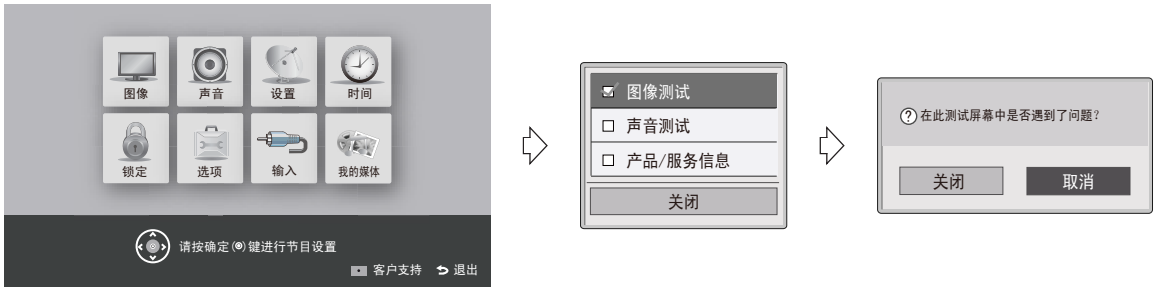 图像 声音 设置 时间
锁定 选项 输入 我的媒体
请按确定(◉)键进行节目设置
客户支持 退出
图像测试
声音测试
产品/服务信息
关闭
在此测试屏幕中是否遇到了问题?
关闭 取消